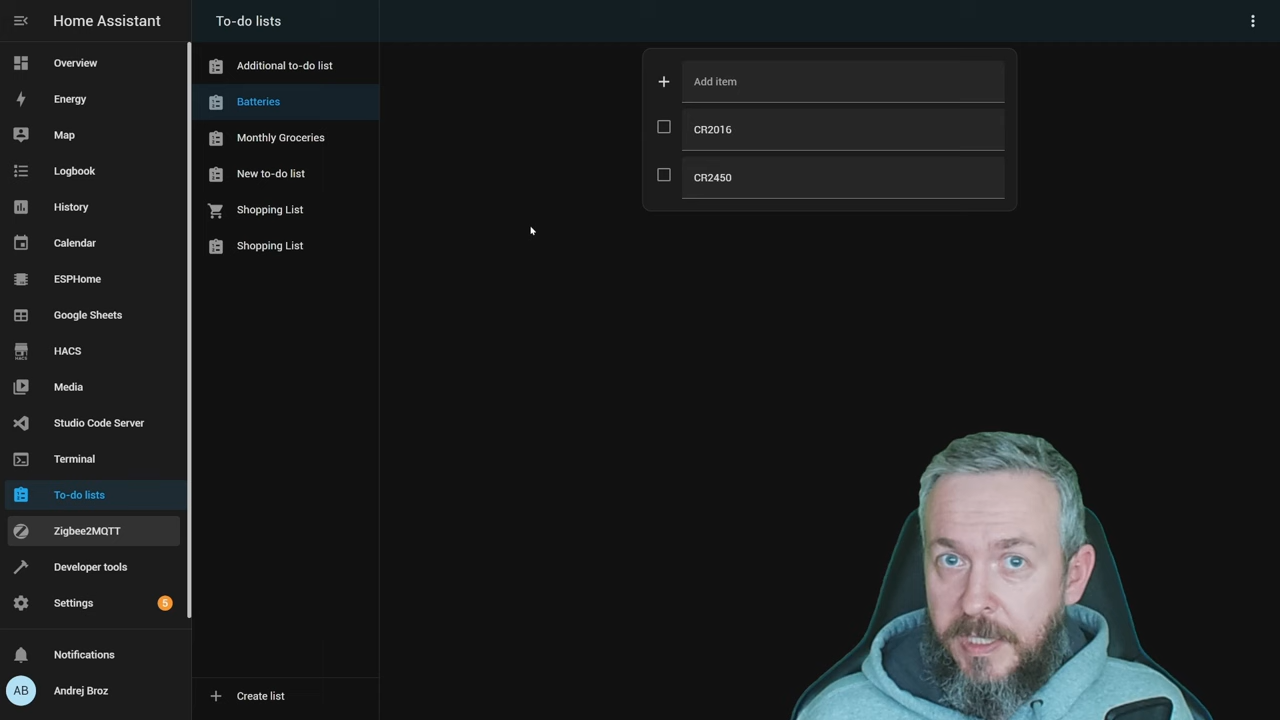 Home Assistant
Overview
Energy
Map
Logbook
History
Calendar
ESPHome
Google Sheets
HACS
HACS
Media
Studio Code Server
Terminal
To-do lists
Zigbee2MQTT
Developer tools
Settings
5
Notifications
AB
Andrej Broz
To-do lists
Additional to-do list
Batteries
Monthly Groceries
New to-do list
Shopping List
Shopping List
Create list
Add item
CR2016
CR2450